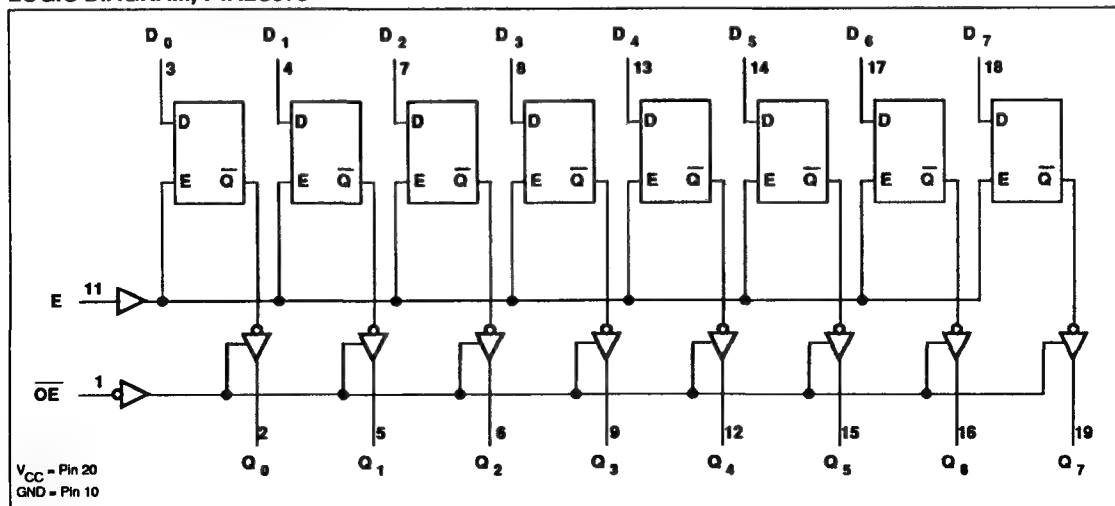 D0 D1 D2 D3 D4 D5 D6 D7
3 4 7 8 13 14 17 18
D D D D D D D D
E Q̅ E Q̅ E Q̅ E Q̅ E Q̅ E Q̅ E Q̅ E Q̅
E 11
O̅E̅ 1
2 5 6 9 12 15 16 19
Q0 Q1 Q2 Q3 Q4 Q5 Q6 Q7
VCC = Pin 20
GND = Pin 10